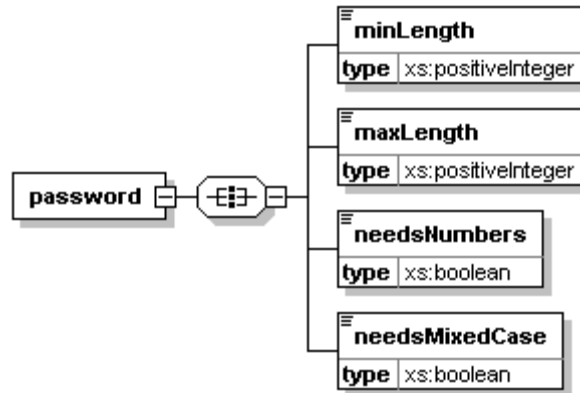 minLength
type xs:positiveInteger
maxLength
type xs:positiveInteger
password
needsNumbers
type xs:boolean
needsMixedCase
type xs:boolean